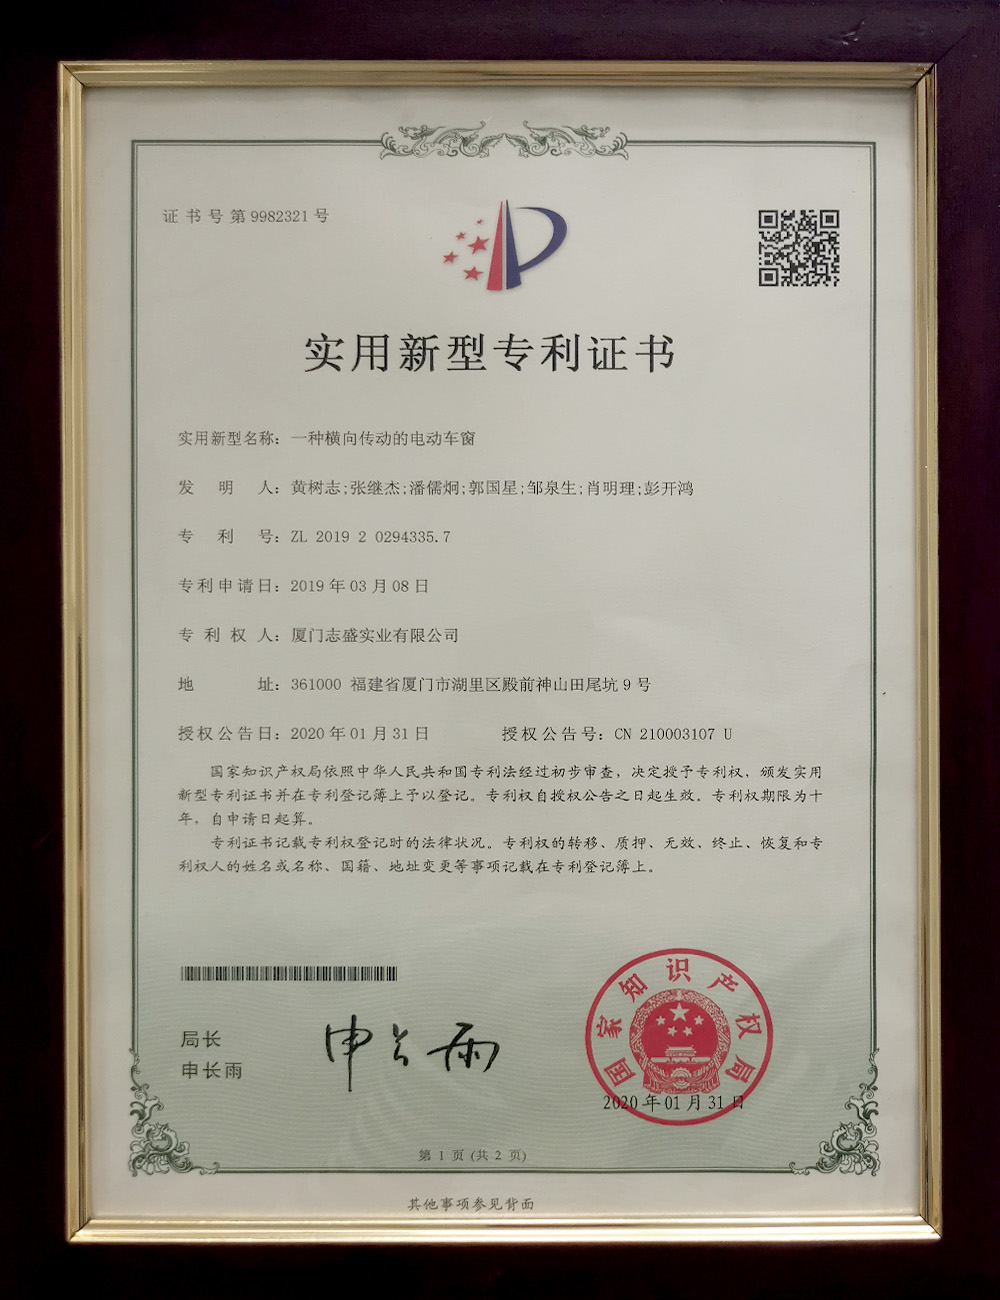 证书号第9982321号
实用新型专利证书
实用新型名称：一种横向传动的电动车窗
发明人：黄树志;张继杰;潘儒炯;郭国星;邹泉生;肖明理;彭开鸿
专利号：ZL 2019 2 0294335.7
专利申请日：2019年03月08日
专利权人：厦门志盛实业有限公司
地址：361000 福建省厦门市湖里区殿前神山田尾坑9号
授权公告日：2020年01月31日 授权公告号：CN 210003107 U
国家知识产权局依照中华人民共和国专利法经过初步审查，决定授予专利权，颁发实用
新型专利证书并在专利登记簿上予以登记。专利权自授权公告之日起生效。专利权期限为十
年，自申请日起算。
专利证书记载专利权登记时的法律状况。专利权的转移、质押、无效、终止、恢复和专
利权人的姓名或名称、国籍、地址变更等事项记载在专利登记簿上。
局长
申长雨
申长雨
国家知识产权局
2020年01月31日
第 1 页 (共 2 页)
其他事项参见背面